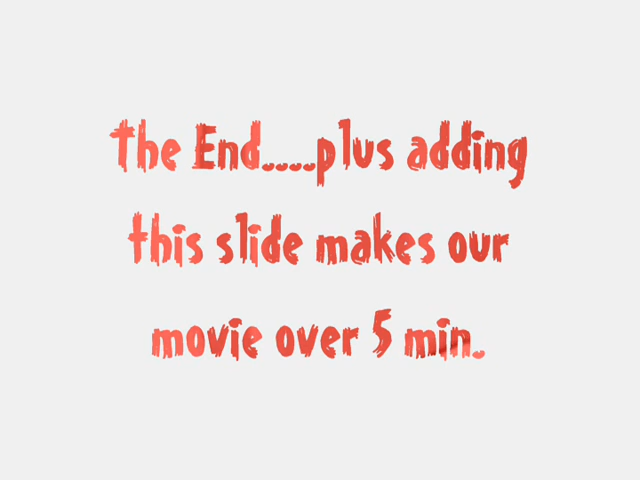 The End....plus adding
this slide makes our
movie over 5 min.